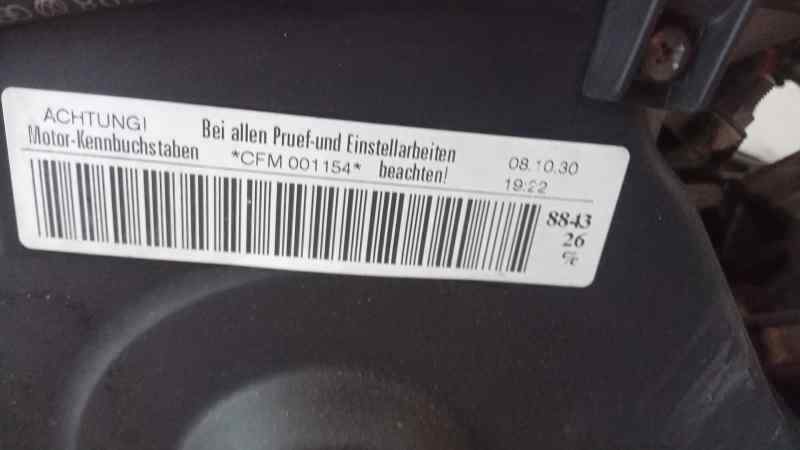 ACHTUNG! Bei allen Pruef-und Einstellarbeiten 08.10.30
Motor-Kennbuchstaben *CFM 001154* beachten! 19:22
8843
26